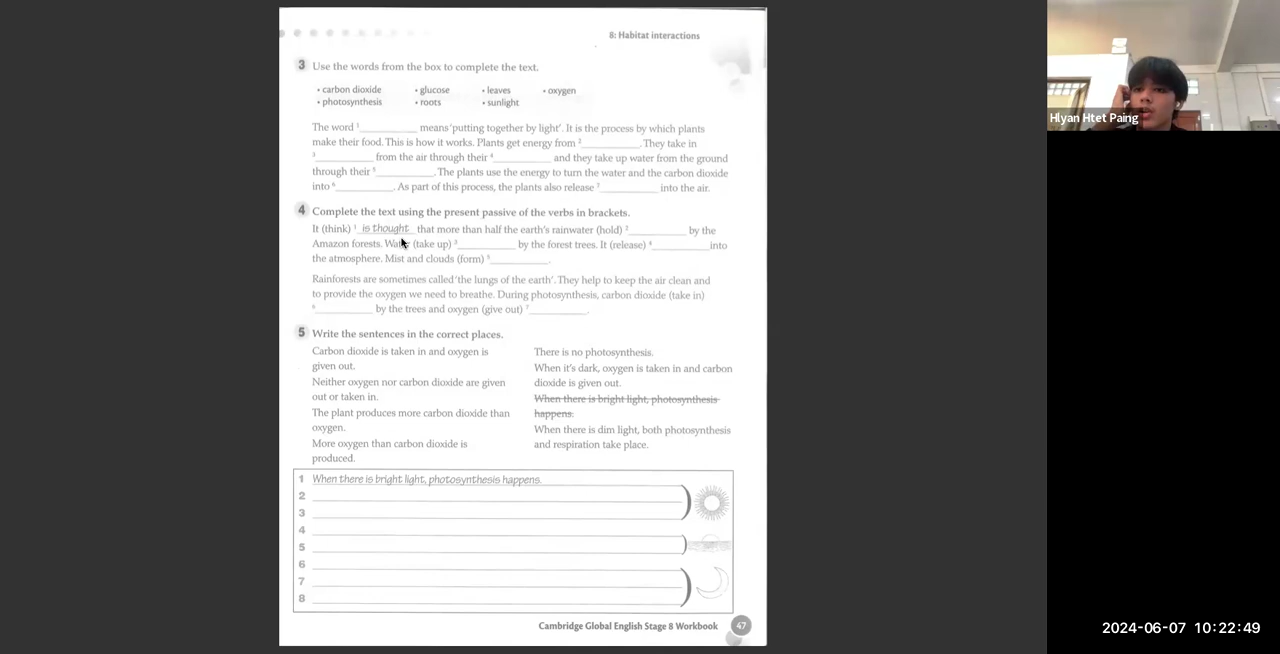 8: Habitat interactions
3 Use the words from the box to complete the text.
• carbon dioxide • glucose • leaves • oxygen
• photosynthesis • roots • sunlight
The word 1__________ means ‘putting together by light’. It is the process by which plants
make their food. This is how it works. Plants get energy from 2__________. They take in
3__________ from the air through their 4__________ and they take up water from the ground
through their 5__________. The plants use the energy to turn the water and the carbon dioxide
into 6__________. As part of this process, the plants also release 7__________ into the air.
4 Complete the text using the present passive of the verbs in brackets.
It (think) 1 is thought that more than half the earth's rainwater (hold) 2__________ by the
Amazon forests. Water (take up) 3__________ by the forest trees. It (release) 4__________ into
the atmosphere. Mist and clouds (form) 5__________.
Rainforests are sometimes called ‘the lungs of the earth’. They help to keep the air clean and
to provide the oxygen we need to breathe. During photosynthesis, carbon dioxide (take in)
6__________ by the trees and oxygen (give out) 7__________.
5 Write the sentences in the correct places.
Carbon dioxide is taken in and oxygen is
given out.
Neither oxygen nor carbon dioxide are given
out or taken in.
The plant produces more carbon dioxide than
oxygen.
More oxygen than carbon dioxide is
produced.
There is no photosynthesis.
When it's dark, oxygen is taken in and carbon
dioxide is given out.
When there is bright light, photosynthesis
happens.
When there is dim light, both photosynthesis
and respiration take place.
1 When there is bright light, photosynthesis happens.
2
3
4
5
6
7
8
Cambridge Global English Stage 8 Workbook 47
Hlyan Htet Paing
2024-06-07 10:22:49